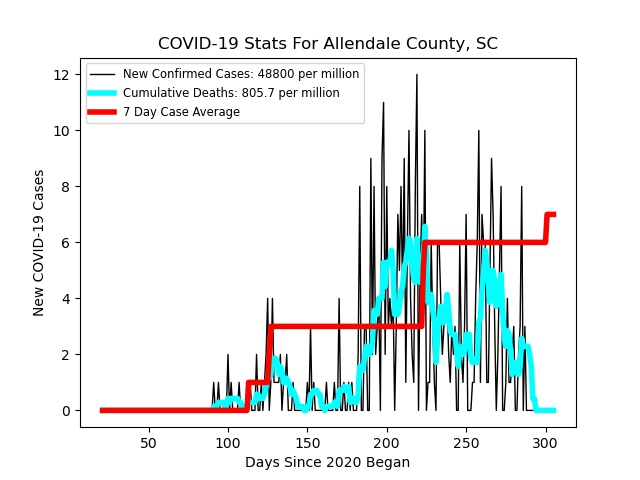 COVID-19 Stats For Allendale County, SC
New Confirmed Cases: 48800 per million
Cumulative Deaths: 805.7 per million
7 Day Case Average
New COVID-19 Cases
12
10
8
6
4
2
0
50
100
150
200
250
300
Days Since 2020 Began